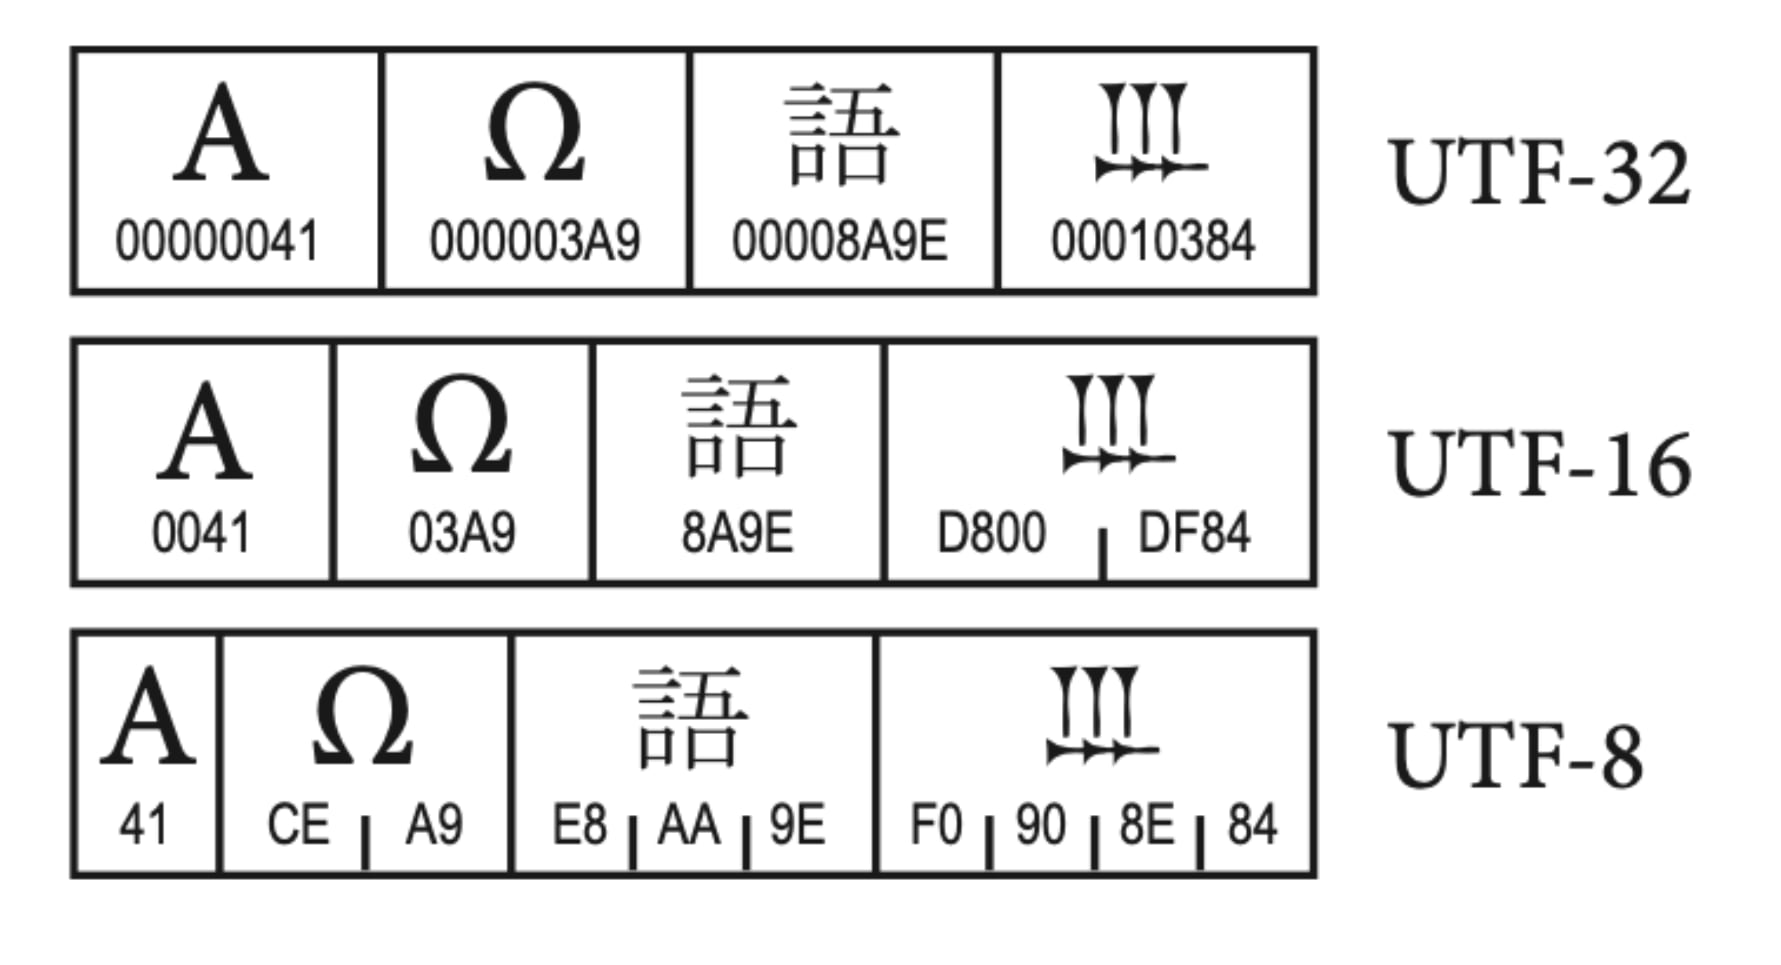 A Ω 語 𐎄 UTF-32
00000041 000003A9 00008A9E 00010384
A Ω 語 𐎄 UTF-16
0041 03A9 8A9E D800 DF84
A Ω 語 𐎄 UTF-8
41 CE A9 E8 AA 9E F0 90 8E 84